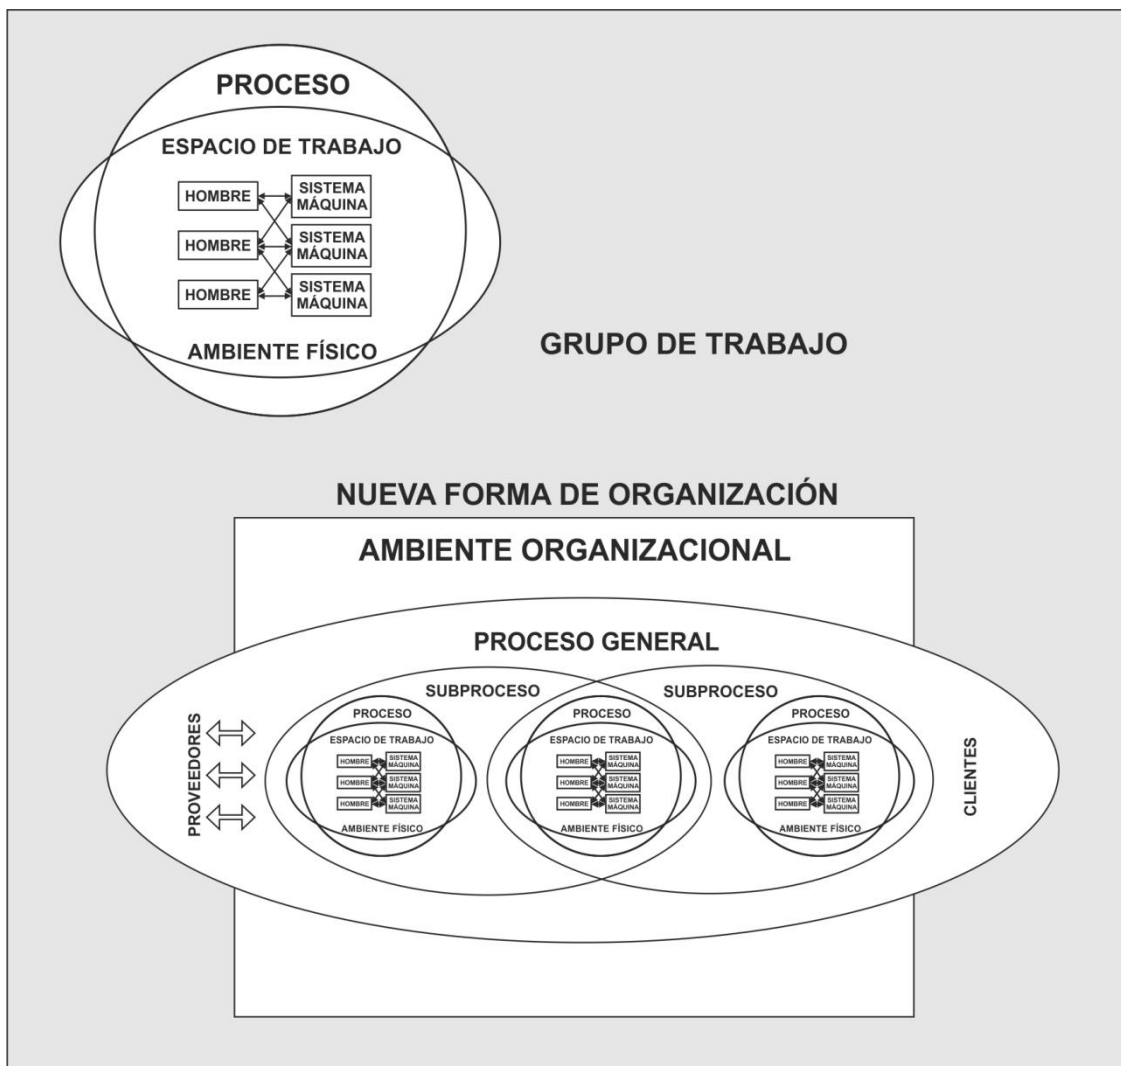 PROCESO
ESPACIO DE TRABAJO
HOMBRE
SISTEMA
MÁQUINA
HOMBRE
SISTEMA
MÁQUINA
HOMBRE
SISTEMA
MÁQUINA
AMBIENTE FÍSICO
GRUPO DE TRABAJO
NUEVA FORMA DE ORGANIZACIÓN
AMBIENTE ORGANIZACIONAL
PROCESO GENERAL
PROVEEDORES
SUBPROCESO
SUBPROCESO
PROCESO
ESPACIO DE TRABAJO
HOMBRE
SISTEMA
MÁQUINA
HOMBRE
SISTEMA
MÁQUINA
HOMBRE
SISTEMA
MÁQUINA
AMBIENTE FÍSICO
PROCESO
ESPACIO DE TRABAJO
HOMBRE
SISTEMA
MÁQUINA
HOMBRE
SISTEMA
MÁQUINA
HOMBRE
SISTEMA
MÁQUINA
AMBIENTE FÍSICO
PROCESO
ESPACIO DE TRABAJO
HOMBRE
SISTEMA
MÁQUINA
HOMBRE
SISTEMA
MÁQUINA
HOMBRE
SISTEMA
MÁQUINA
AMBIENTE FÍSICO
CLIENTES